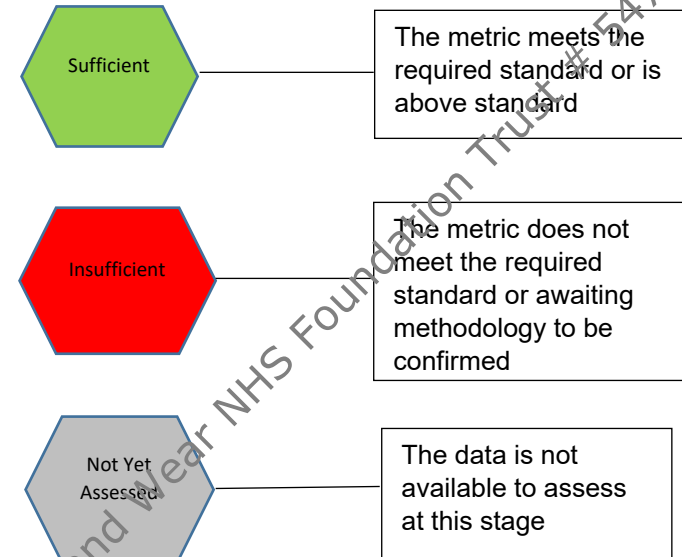 Sufficient
The metric meets the
required standard or is
above standard
Insufficient
The metric does not
meet the required
standard or awaiting
methodology to be
confirmed
Not Yet
Assessed
The data is not
available to assess
at this stage
and Wear NHS Foundation Trust # 547